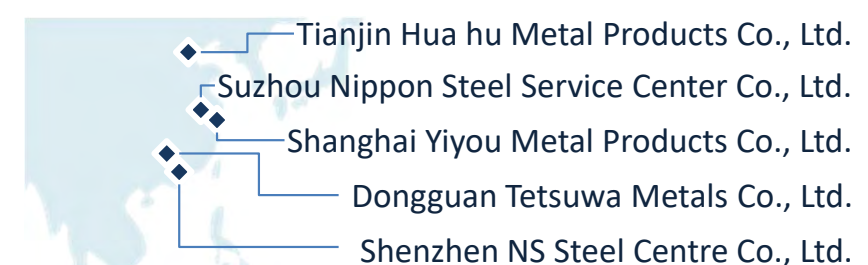 Tianjin Hua hu Metal Products Co., Ltd.
Suzhou Nippon Steel Service Center Co., Ltd.
Shanghai Yiyou Metal Products Co., Ltd.
Dongguan Tetsuwa Metals Co., Ltd.
Shenzhen NS Steel Centre Co., Ltd.